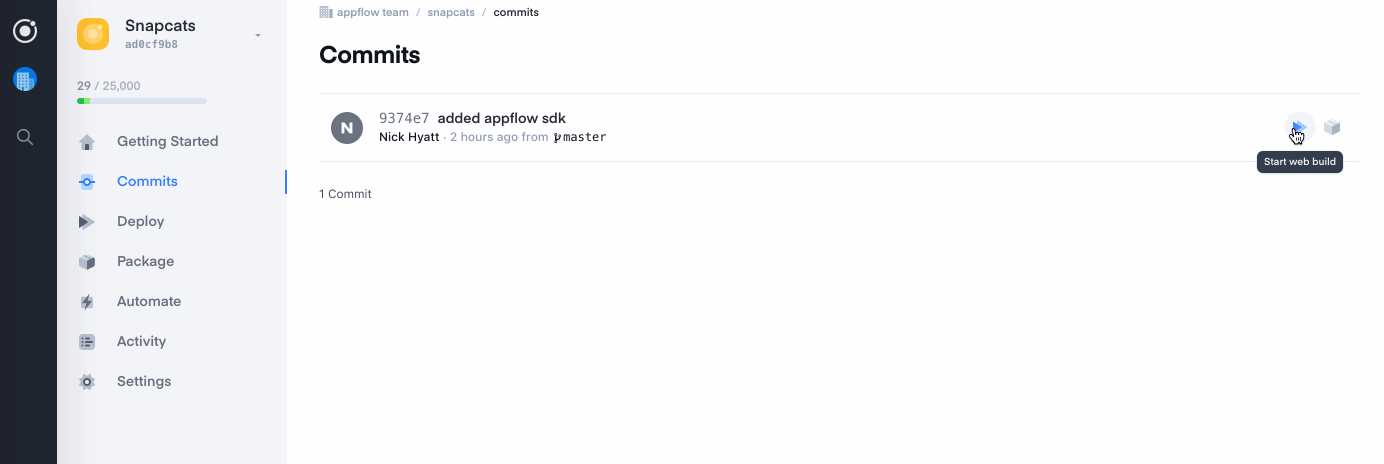 Snapcats
ad0cf9b8
29 / 25,000
Getting Started
Commits
Deploy
Package
Automate
Activity
Settings
appflow team / snapcats / commits
Commits
N
9374e7 added appflow sdk
Nick Hyatt · 2 hours ago from master
Start web build
1 Commit